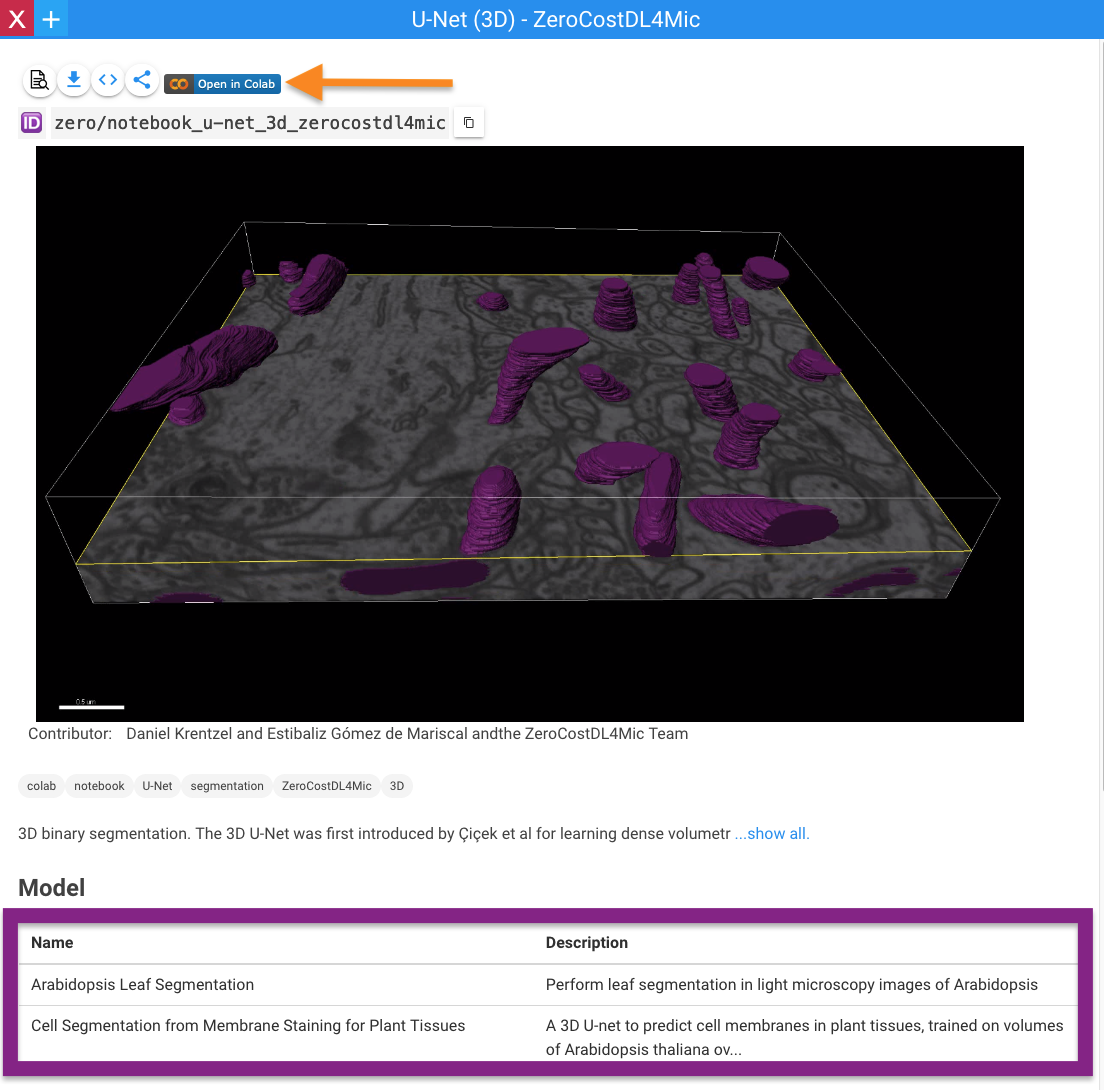 X + U-Net (3D) - ZeroCostDL4Mic
CO Open in Colab
ID zero/notebook_u-net_3d_zerocostdl4mic
0.5 um
Contributor: Daniel Krentzel and Estibaliz Gómez de Mariscal andthe ZeroCostDL4Mic Team
colab notebook U-Net segmentation ZeroCostDL4Mic 3D
3D binary segmentation. The 3D U-Net was first introduced by Çiçek et al for learning dense volumetr ...show all.
Model
Name Description
Arabidopsis Leaf Segmentation Perform leaf segmentation in light microscopy images of Arabidopsis
Cell Segmentation from Membrane Staining for Plant Tissues A 3D U-net to predict cell membranes in plant tissues, trained on volumes
of Arabidopsis thaliana ov...